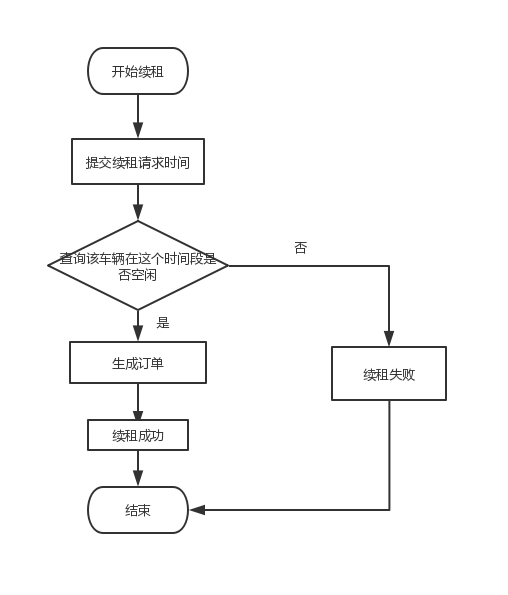 开始续租
提交续租请求时间
查询该车辆在这个时间段是
否空闲
否
是
生成订单
续租失败
续租成功
结束